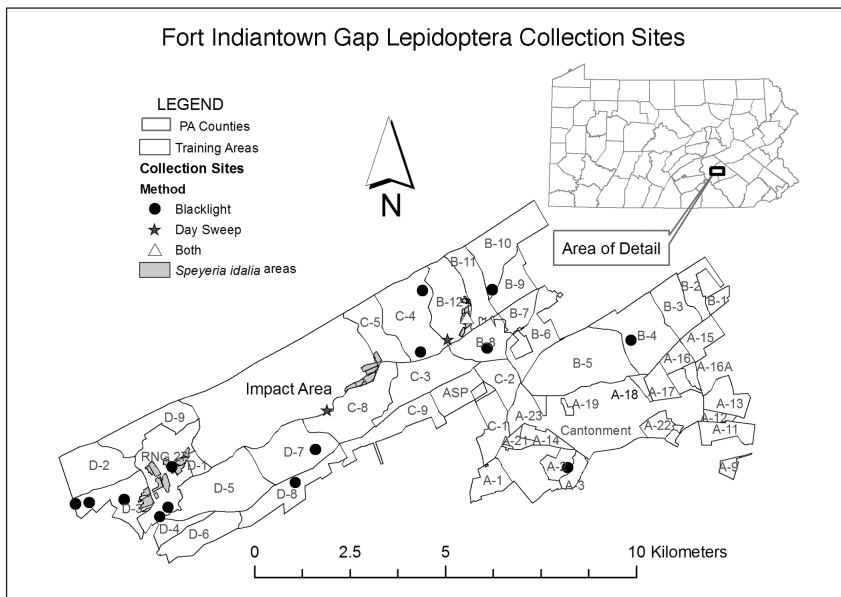 Fort Indiantown Gap Lepidoptera Collection Sites
LEGEND
PA Counties
Training Areas
Collection Sites
Method
Blacklight
Day Sweep
Both
Speyeria idalia areas
N
Area of Detail
B-10
B-11
B-9
B-12
B-7
B-8
B-6
B-2
B-1
B-3
B-4
B-5
C-5
C-4
C-3
C-2
ASP
C-8
C-9
C-1
Impact Area
A-15
A-16
A-16A
A-17
A-18
A-19
A-13
A-12
A-11
A-22
A-23
Cantonment
A-21
A-14
A-9
A-1
A-3
D-9
D-2
RNG 23
D-1
D-7
D-5
D-8
D-3
D-4
D-6
0
2.5
5
10 Kilometers